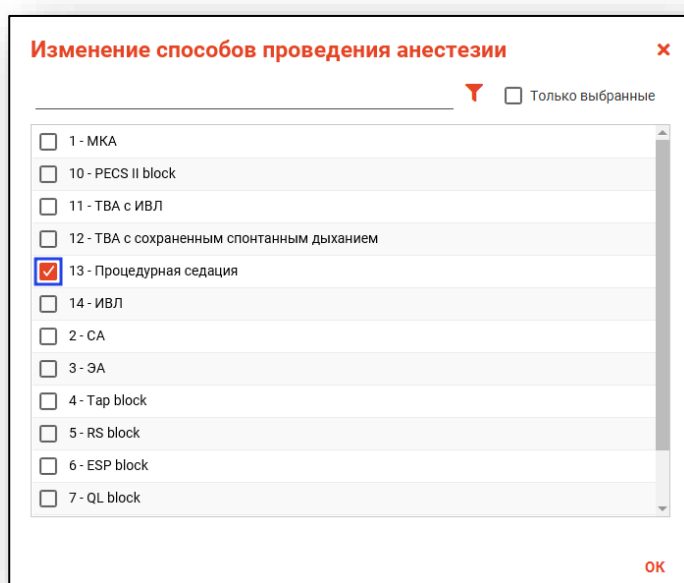 Изменение способов проведения анестезии
Только выбранные
1 - МКА
10 - PECS II block
11 - ТВА с ИВЛ
12 - ТВА с сохраненным спонтанным дыханием
13 - Процедурная седация
14 - ИВЛ
2 - СА
3 - ЭА
4 - Tap block
5 - RS block
6 - ESP block
7 - QL block
ОК